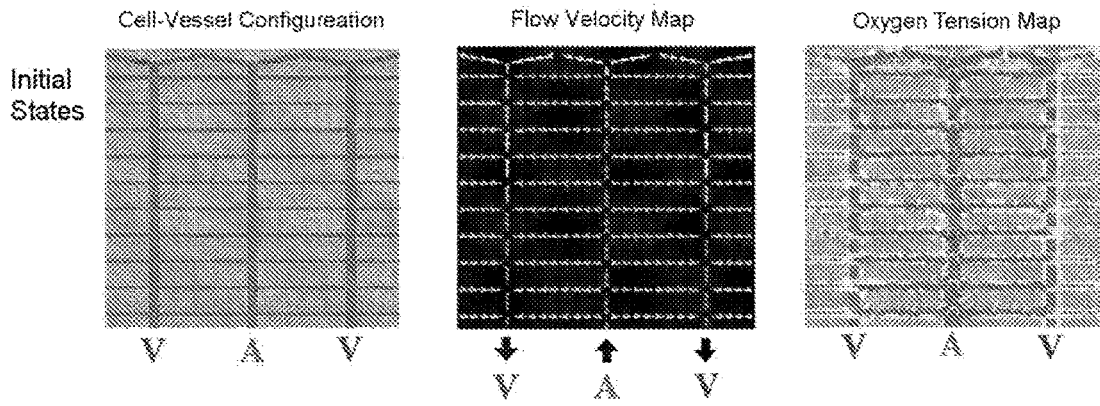 Cell-Vessel Configureation
Flow Velocity Map
Oxygen Tension Map
Initial
States
V A V
V A V
V A V